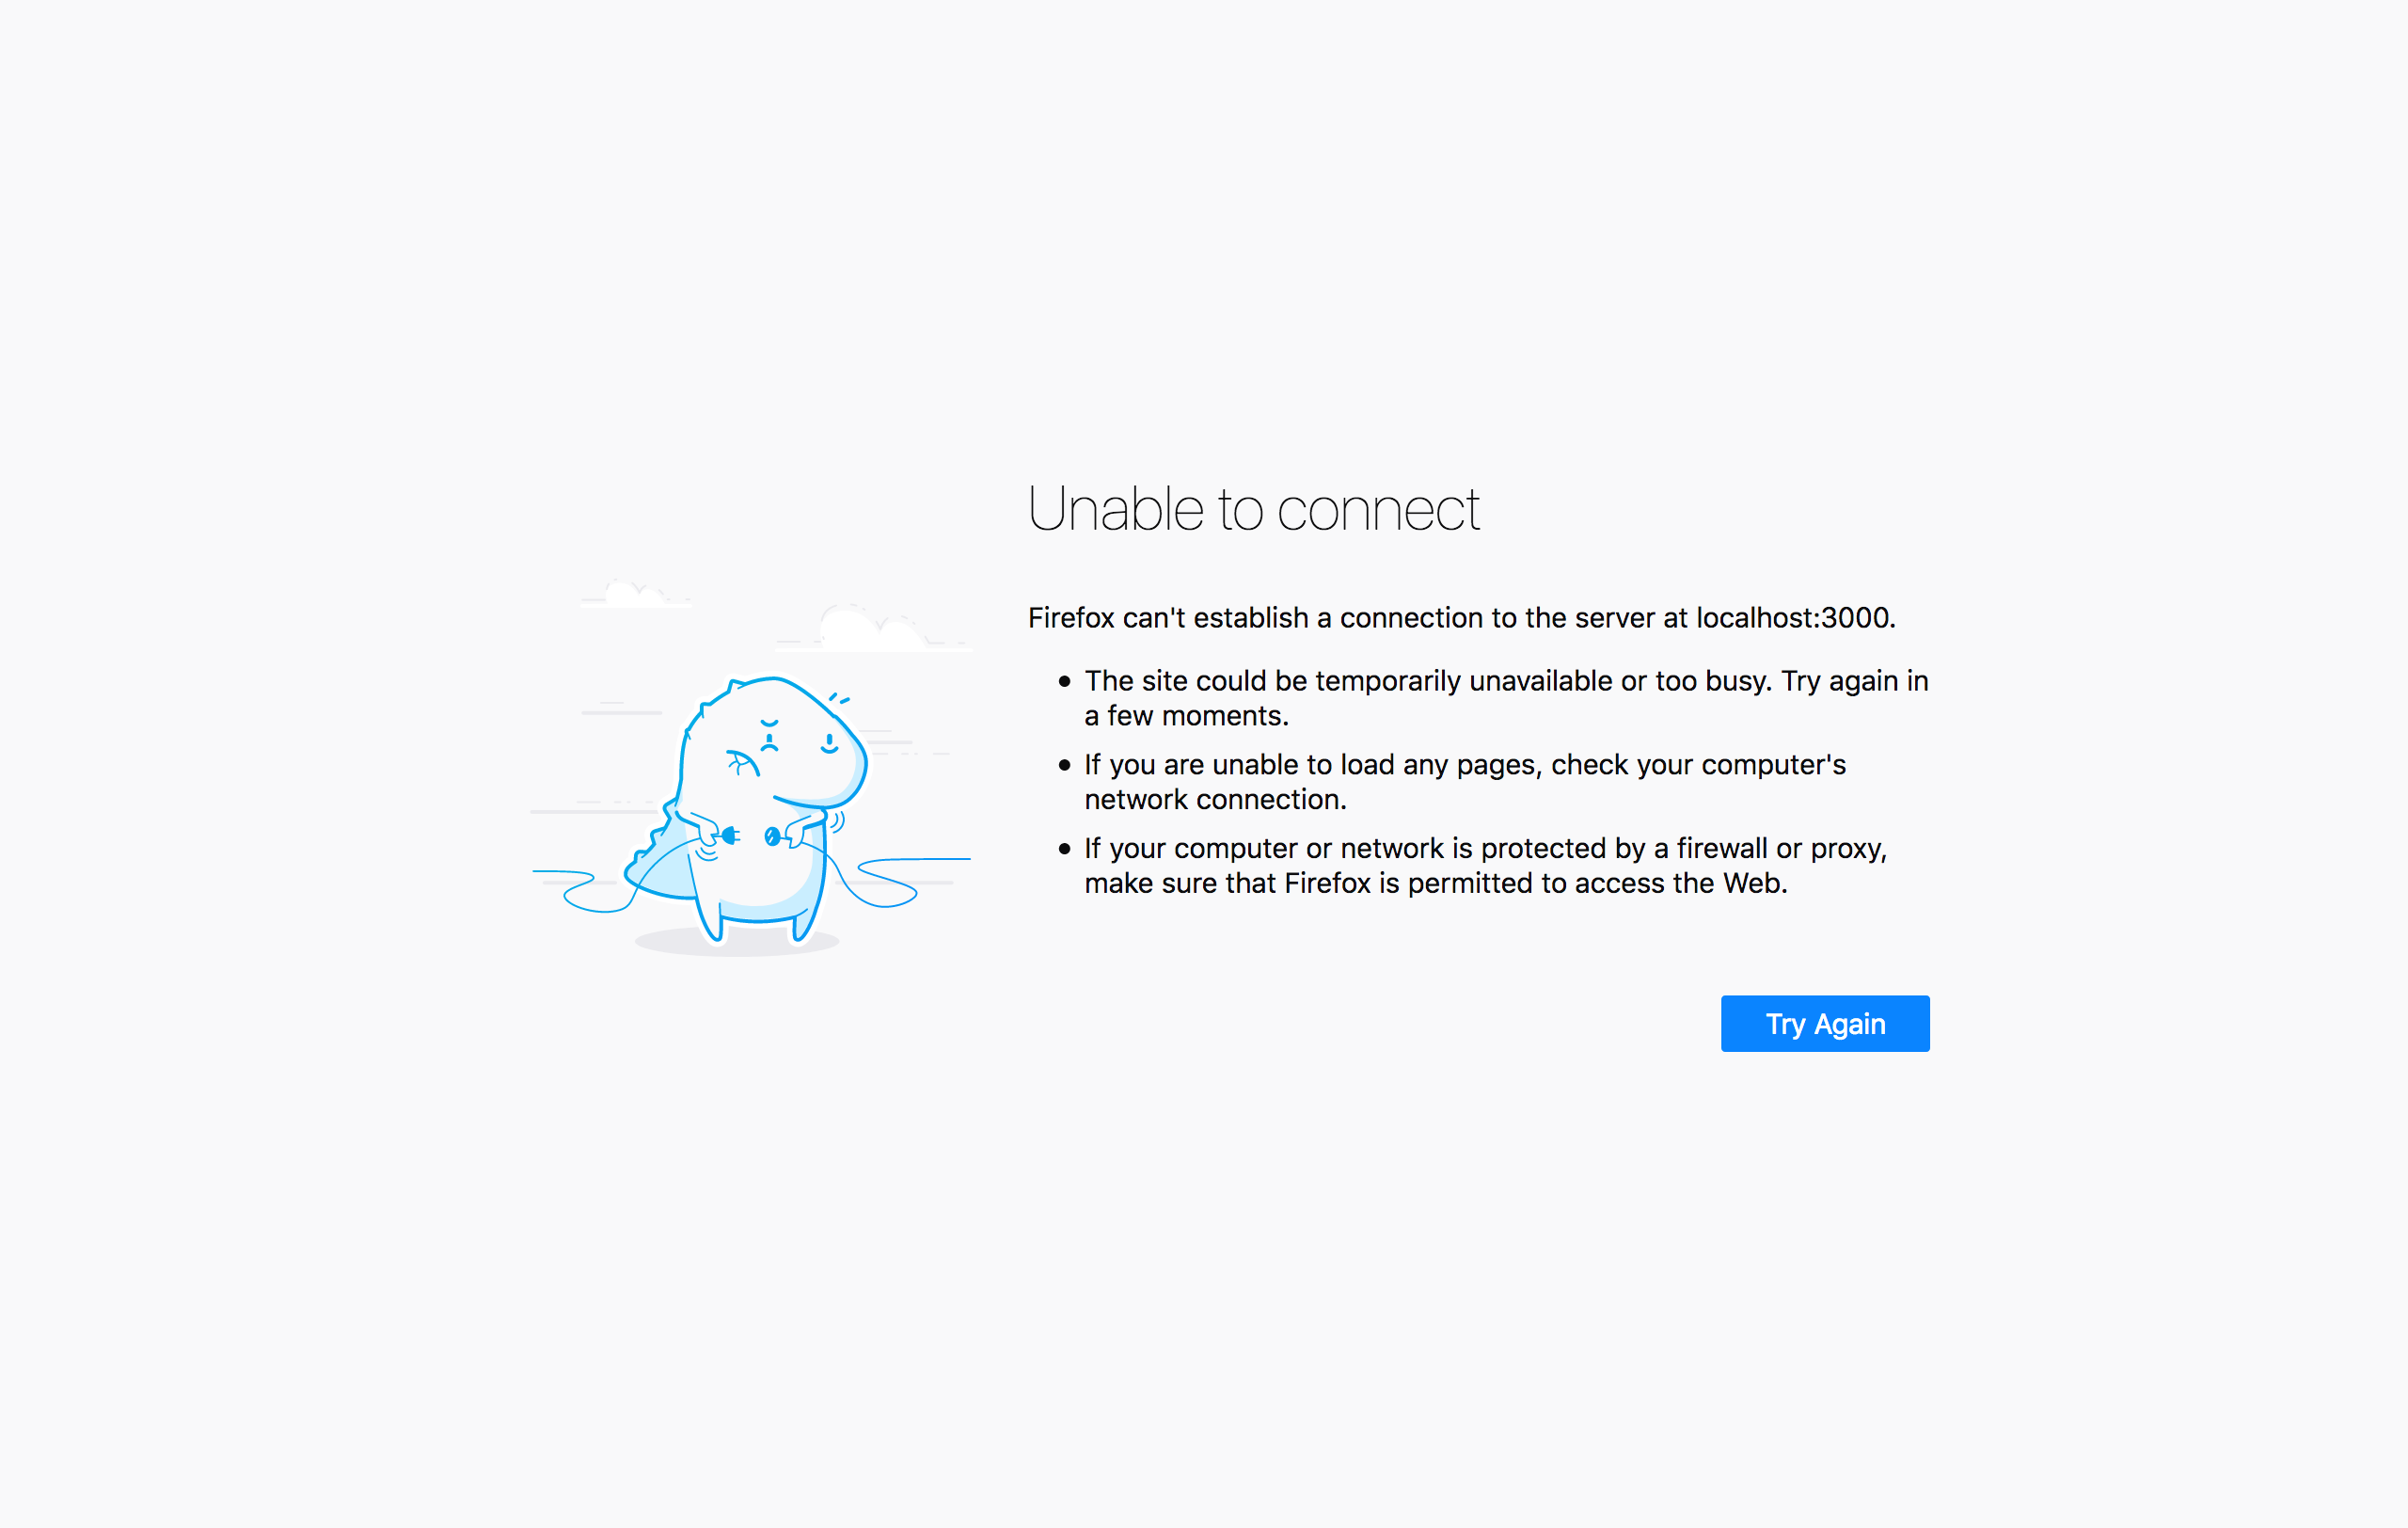 Unable to connect
Firefox can't establish a connection to the server at localhost:3000.
The site could be temporarily unavailable or too busy. Try again in
a few moments.
If you are unable to load any pages, check your computer's
network connection.
If your computer or network is protected by a firewall or proxy,
make sure that Firefox is permitted to access the Web.
Try Again